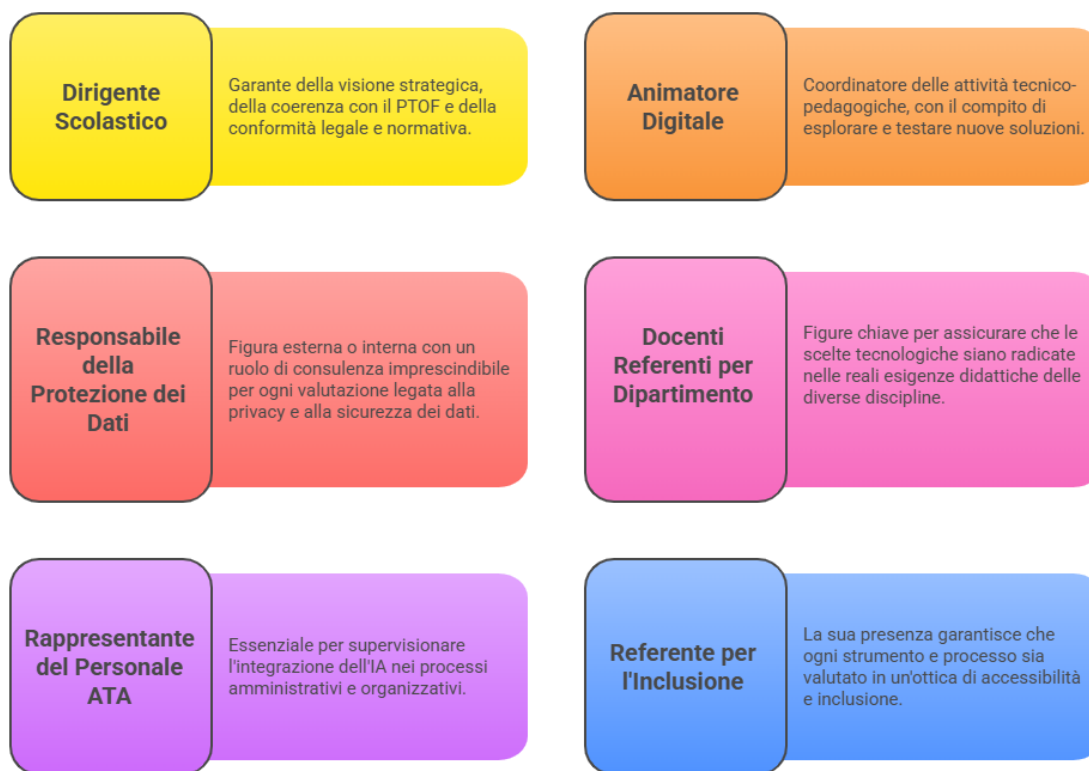 Dirigente
Scolastico
Garante della visione strategica,
della coerenza con il PTOF e della
conformità legale e normativa.
Animatore
Digitale
Coordinatore delle attività tecnico-
pedagogiche, con il compito di
esplorare e testare nuove soluzioni.
Responsabile
della
Protezione dei
Dati
Figura esterna o interna con un
ruolo di consulenza imprescindibile
per ogni valutazione legata alla
privacy e alla sicurezza dei dati.
Docenti
Referenti per
Dipartimento
Figure chiave per assicurare che le
scelte tecnologiche siano radicate
nelle reali esigenze didattiche delle
diverse discipline.
Rappresentante
del Personale
ATA
Essenziale per supervisionare
l'integrazione dell'IA nei processi
amministrativi e organizzativi.
Referente per
l'Inclusione
La sua presenza garantisce che
ogni strumento e processo sia
valutato in un'ottica di accessibilità
e inclusione.